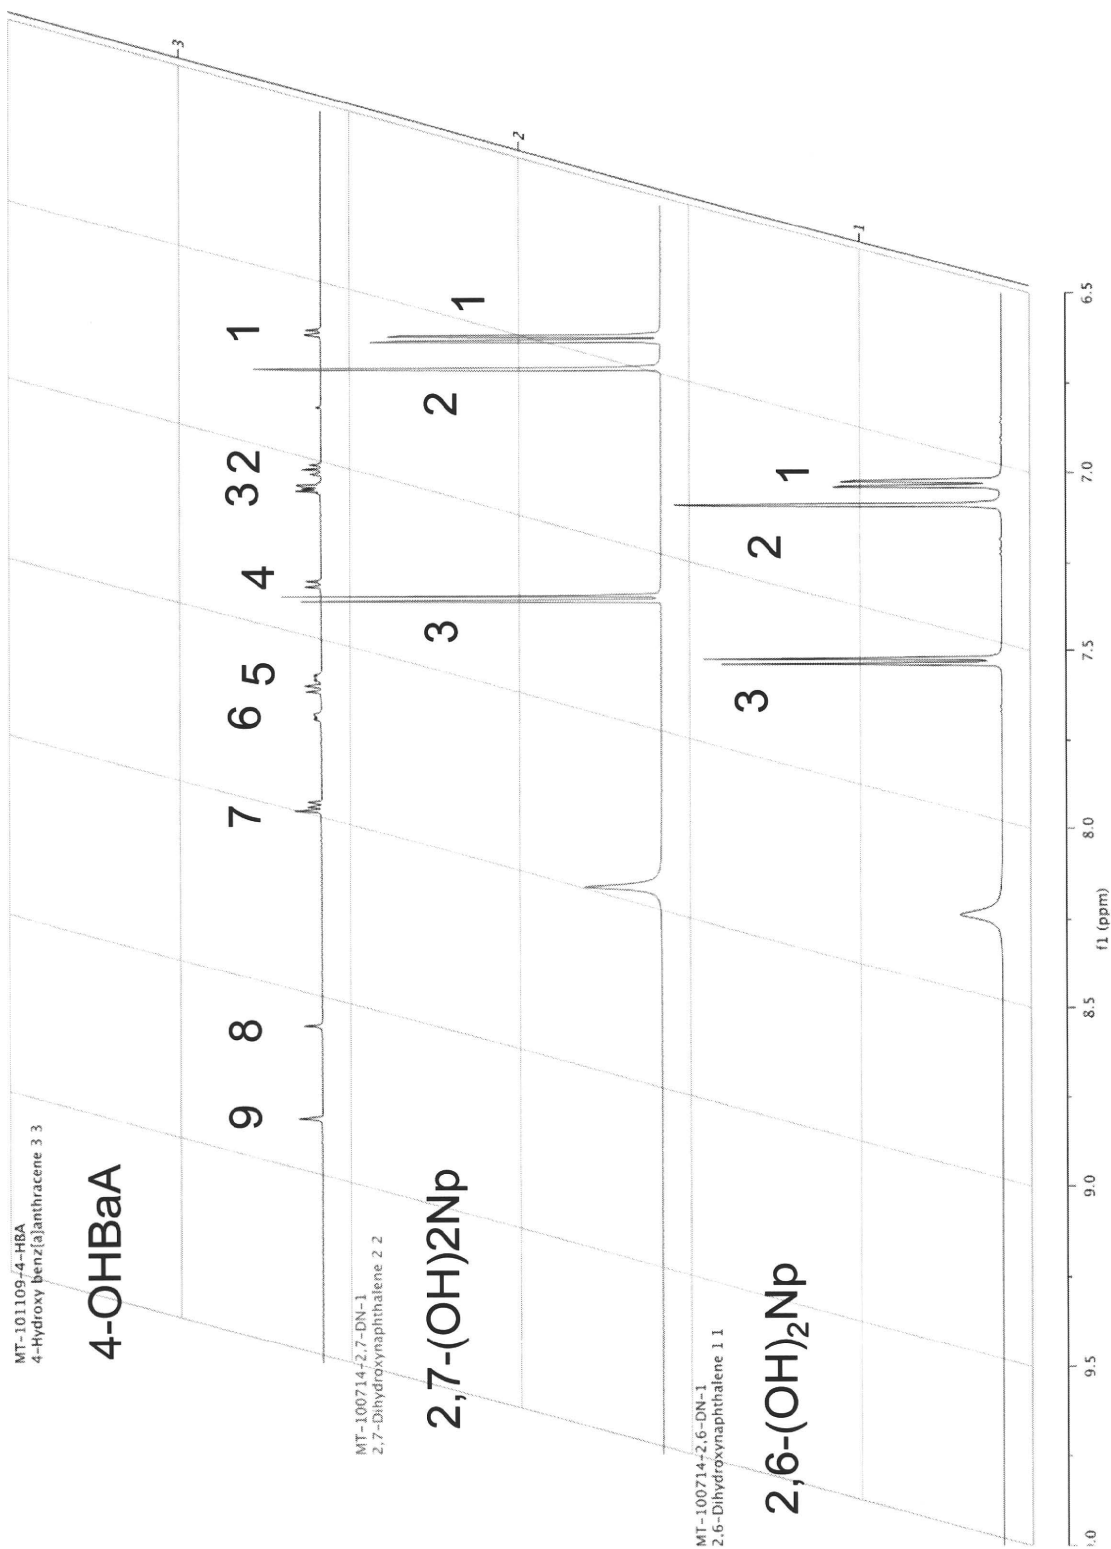 MT-101109-4-HBA
4-Hydroxy benz[a]anthracene 3 3
4-OHBaA
9
8
7
6
5
4
3
2
1
3
MT-100714-2,7-DN-1
2,7-Dihydroxynaphthalene 2 2
2,7-(OH)2Np
3
2
1
2
MT-100714-2,6-DN-1
2,6-Dihydroxynaphthalene 1 1
2,6-(OH)₂Np
3
2
1
1
.0
9.5
9.0
8.5
8.0
7.5
7.0
6.5
f1 (ppm)